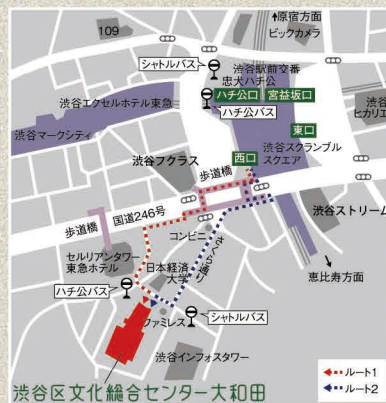 ↑原宿方面
ビックカメラ
109
シャトルバス
渋谷駅前交番
忠犬ハチ公
ハチ公口
宮益坂口
ハチ公バス
渋谷エクセルホテル東急
渋谷
ヒカリエ
渋谷マークシティ
東口
渋谷スクランブル
スクエア
渋谷フクラス
西口
歩道橋
渋谷ストリーム
国道246号
歩道橋
コンビニ
さくら通り
恵比寿方面
セルリアンタワー
東急ホテル
日本経済
大学
ハチ公バス
ファミレス
シャトルバス
渋谷インフォスタワー
ルート1
ルート2
渋谷区文化総合センター大和田